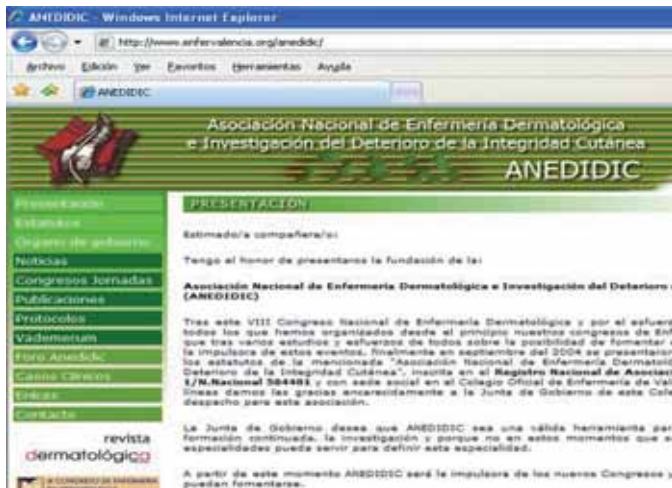 ANEDIDIC - Windows Internet Explorer
http://www.enfervalencia.org/anedidic/
Archivo Edición Ver Favoritos Herramientas Ayuda
ANEDIDIC
Asociación Nacional de Enfermería Dermatológica
e Investigación del Deterioro de la Integridad Cutánea
ANEDIDIC
Presentación
Estatutos
Órgano de gobierno
Noticias
Congresos Jornadas
Publicaciones
Protocolos
Vademecum
Foro Anedidic
Casos Clínicos
Enlaces
Contacto
revista
dermatológica
PRESENTACIÓN
Estimado/a compañera/o:
Tengo el honor de presentaros la fundación de la:
Asociación Nacional de Enfermería Dermatológica e Investigación del Deterioro
(ANEDIDIC)
Tras este VIII Congreso Nacional de Enfermería Dermatológica y por el
todos los que hemos organizados desde el principio nuestros congresos de
que tras varios estudios y esfuerzos de todos sobre la posibilidad de fomentar
la impulsora de estos eventos, finalmente en septiembre del 2004 se
los estatutos de la mencionada "Asociación Nacional de Enfermería
Deterioro de la Integridad Cutánea", inscrita en el Registro Nacional de
1/N.Nacional 584481 y con sede social en el Colegio Oficial de Enfermería de
líneas damos las gracias encarecidamente a la Junta de Gobierno de este
despacho para esta asociación.
La Junta de Gobierno desea que ANEDIDIC sea una válida herramienta
formación continuada, la investigación y porque no en estos momentos que
especialidades pueda servir para definir esta especialidad.
A partir de este momento ANEDIDIC será la impulsora de los nuevos Congresos
puedan fomentarse.